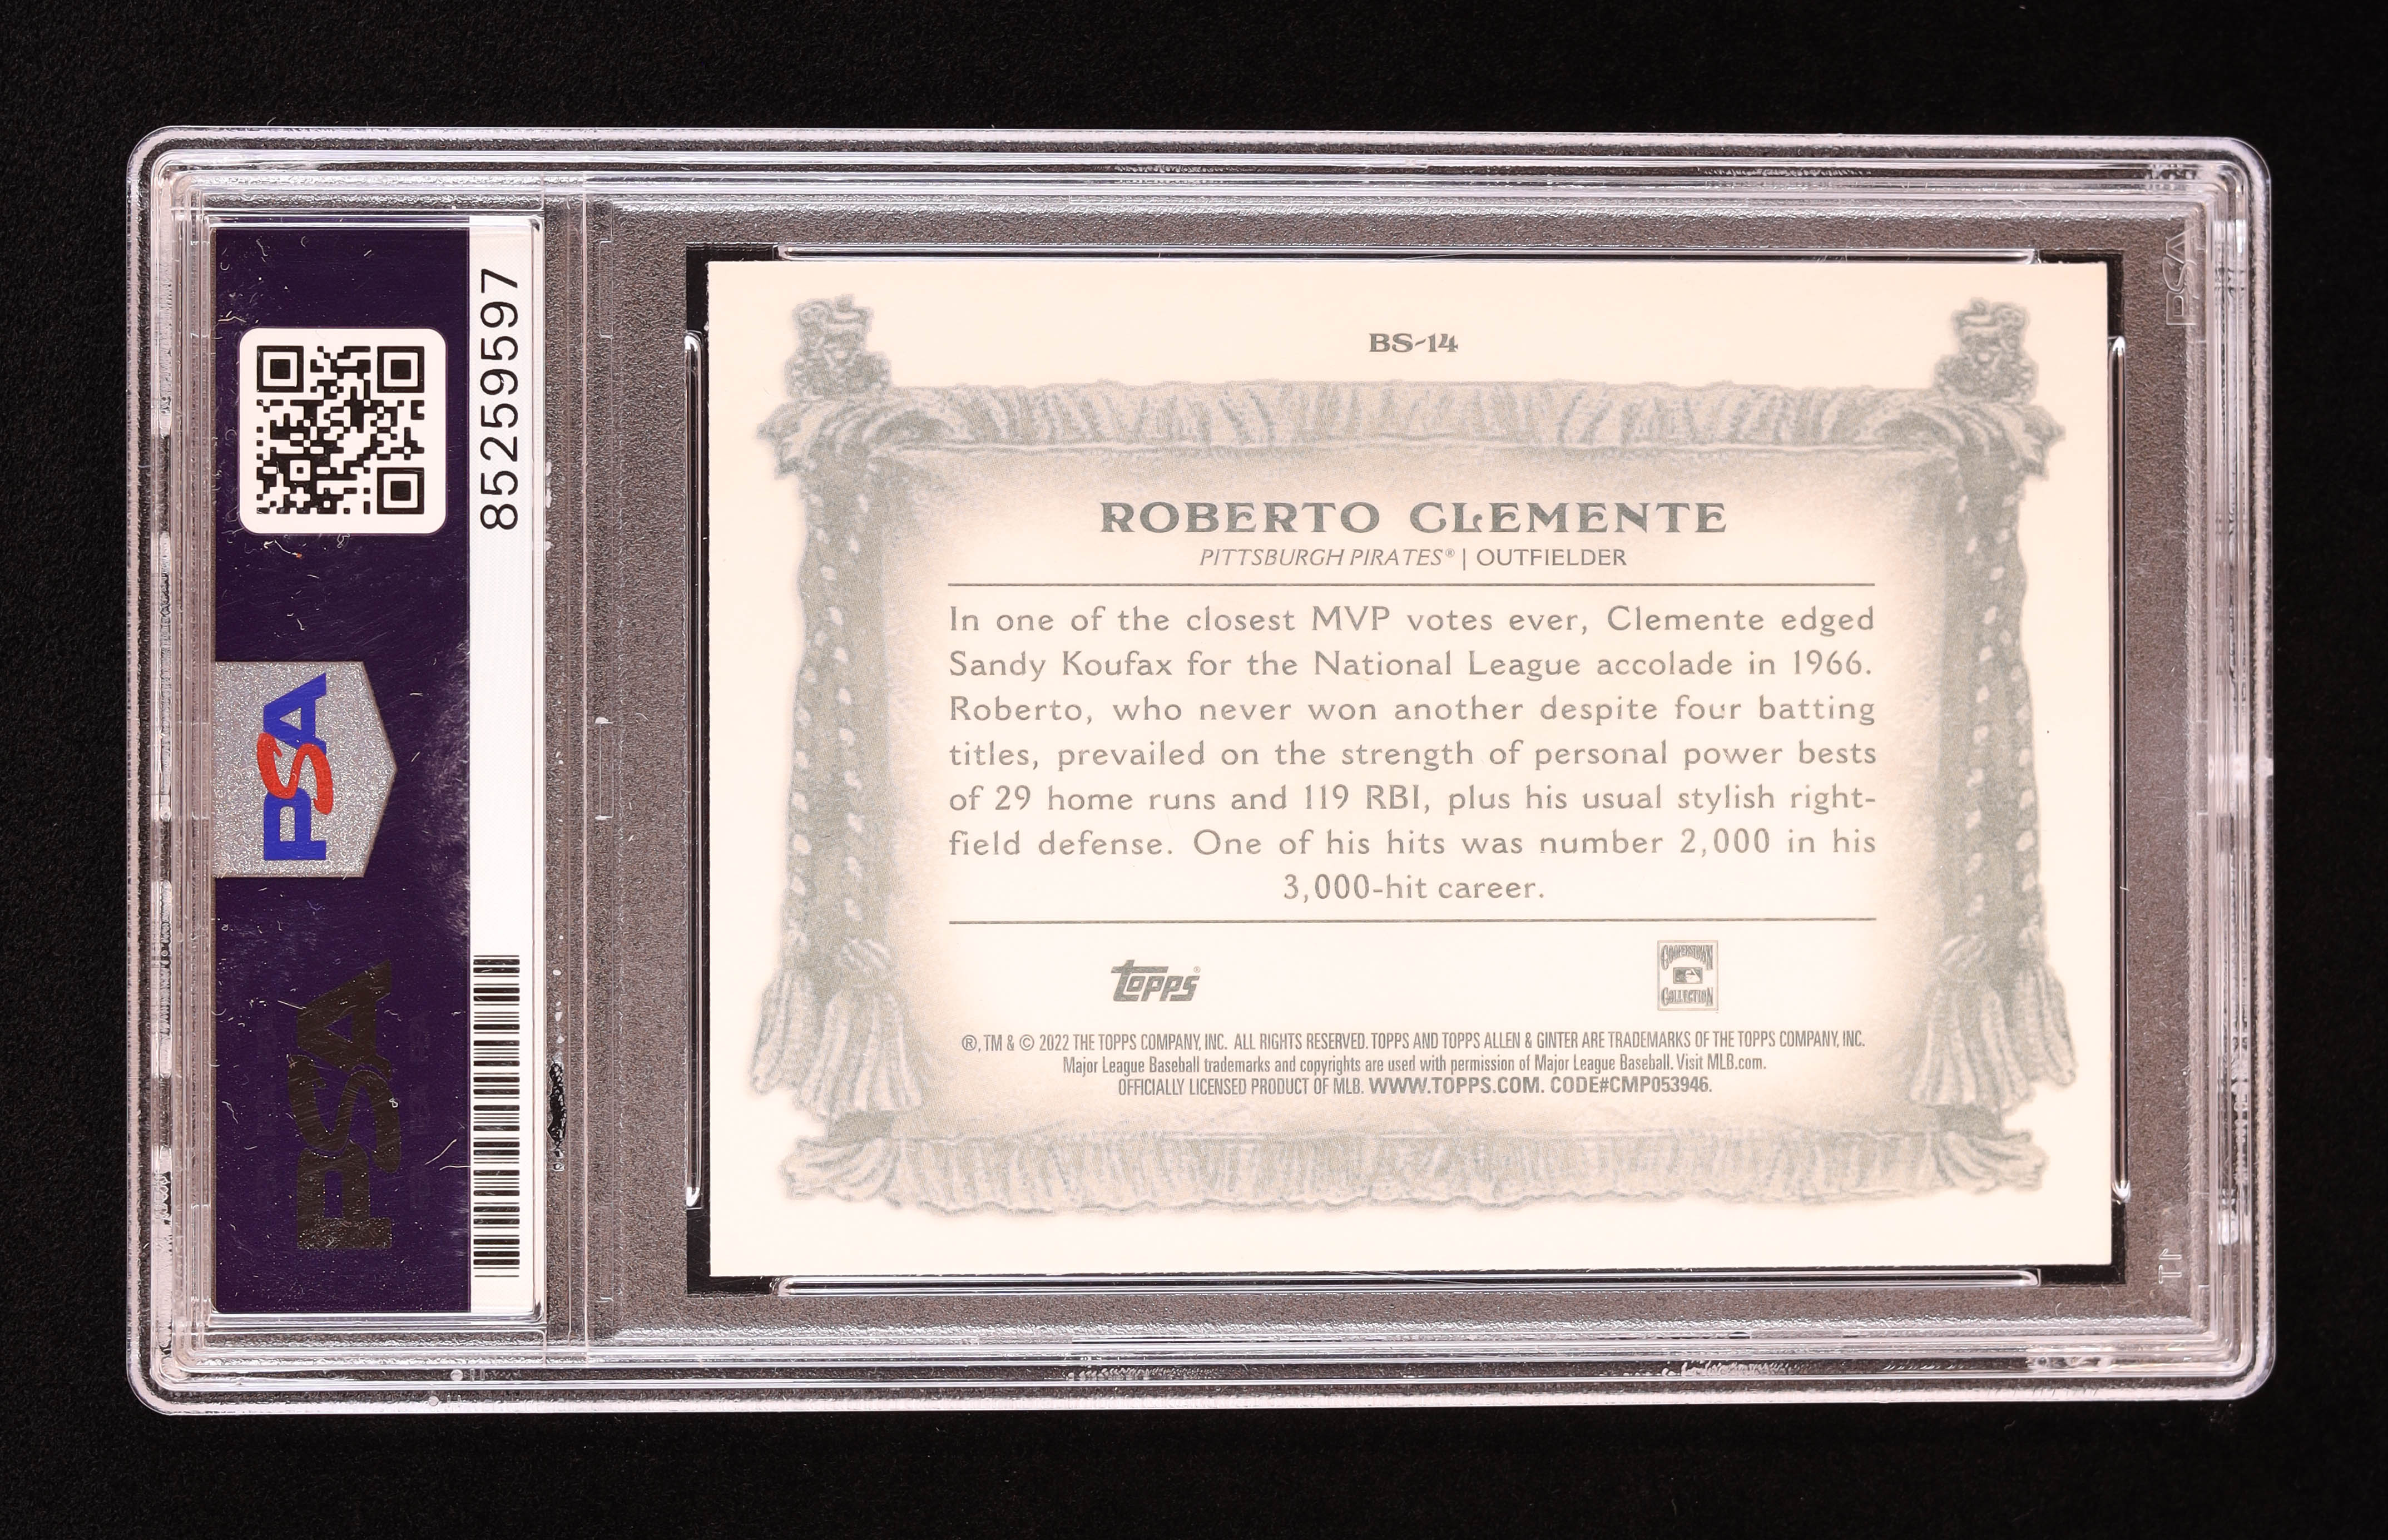 85259597
PSA
PSA
PSA
BS-14
ROBERTO CLEMENTE
PITTSBURGH PIRATES® | OUTFIELDER
In one of the closest MVP votes ever, Clemente edged
Sandy Koufax for the National League accolade in 1966.
Roberto, who never won another despite four batting
titles, prevailed on the strength of personal power bests
of 29 home runs and 119 RBI, plus his usual stylish right-
field defense. One of his hits was number 2,000 in his
3,000-hit career.
TOPPS®
COOPERSTOWN
COLLECTION
®, TM & © 2022 THE TOPPS COMPANY, INC. ALL RIGHTS RESERVED. TOPPS AND TOPPS ALLEN & GINTER ARE TRADEMARKS OF THE TOPPS COMPANY, INC.
Major League Baseball trademarks and copyrights are used with permission of Major League Baseball. Visit MLB.com.
OFFICIALLY LICENSED PRODUCT OF MLB. WWW.TOPPS.COM. CODE#CMP053946.